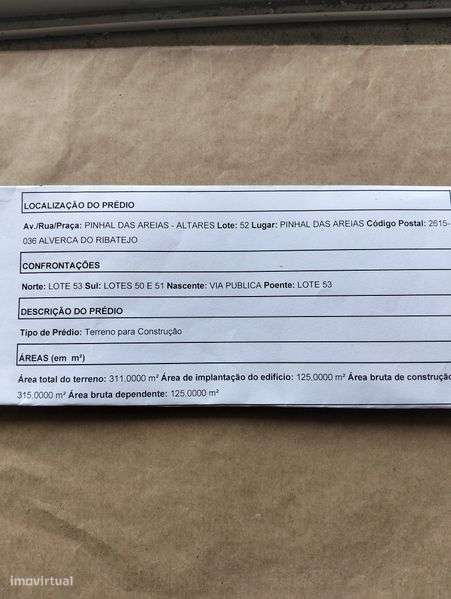 LOCALIZAÇÃO DO PRÉDIO
Av./Rua/Praça: PINHAL DAS AREIAS - ALTARES Lote: 52 Lugar: PINHAL DAS AREIAS Código Postal: 2615-
036 ALVERCA DO RIBATEJO
CONFRONTAÇÕES
Norte: LOTE 53 Sul: LOTES 50 E 51 Nascente: VIA PUBLICA Poente: LOTE 53
DESCRIÇÃO DO PRÉDIO
Tipo de Prédio: Terreno para Construção
ÁREAS (em m²)
Área total do terreno: 311,0000 m² Área de implantação do edifício: 125,0000 m² Área bruta de construção:
315,0000 m² Área bruta dependente: 125,0000 m²
imovirtual